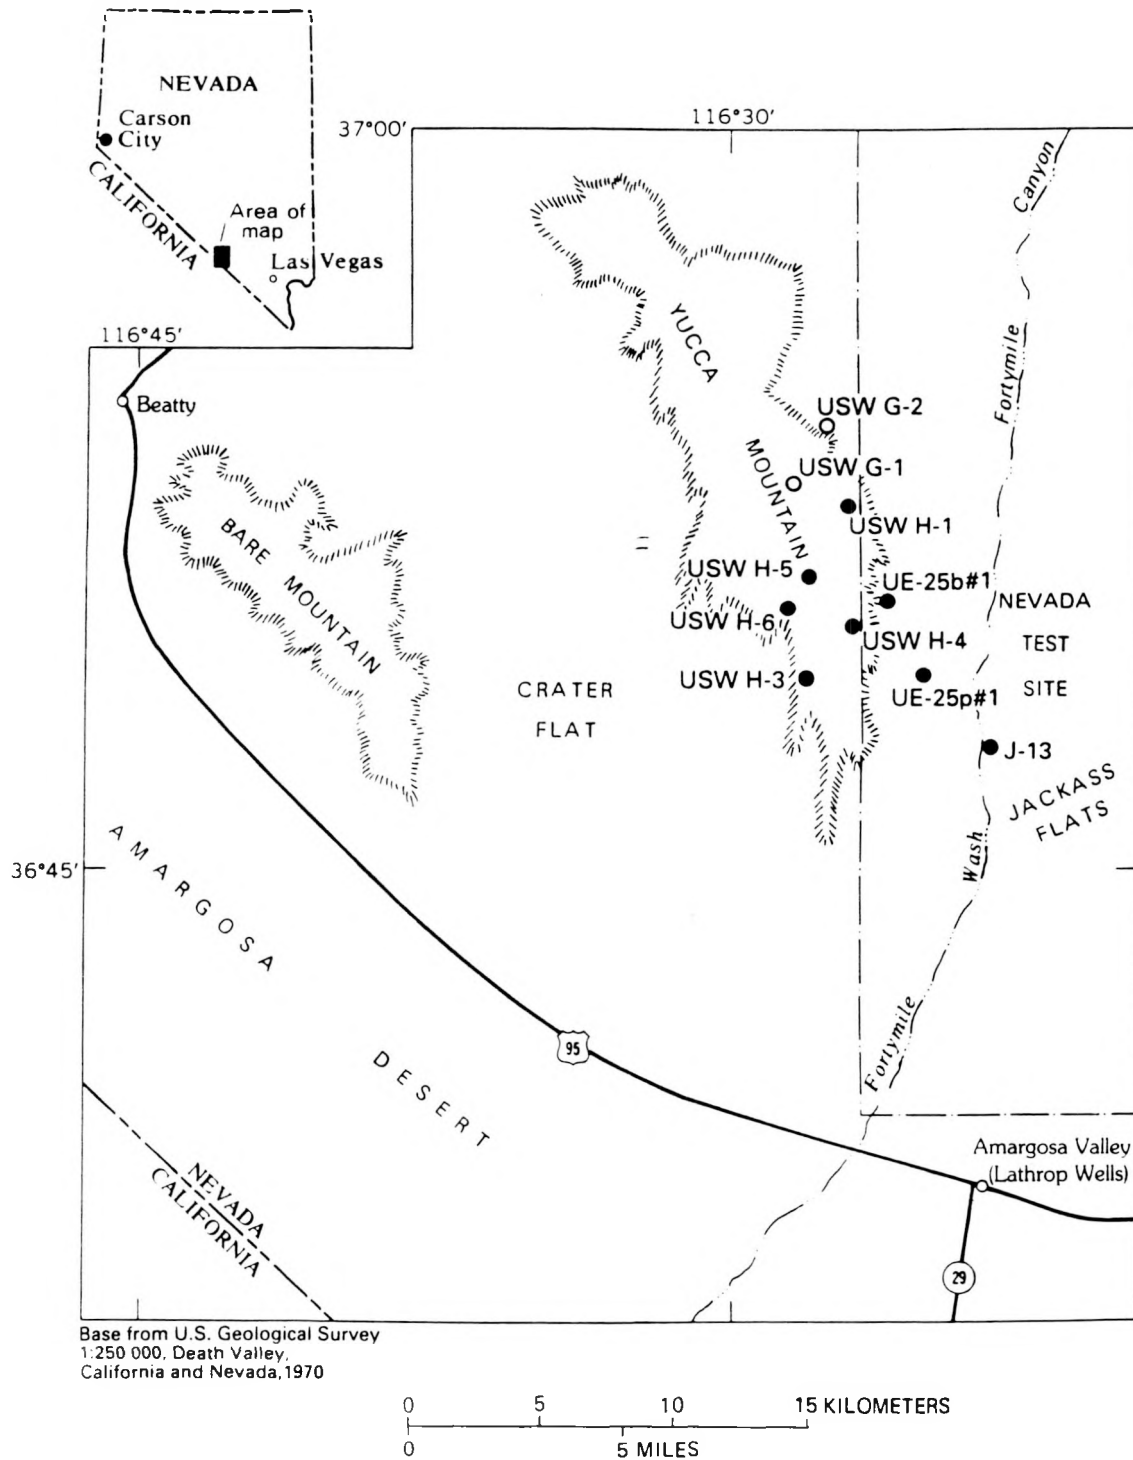 NEVADA
Carson
City
CALIFORNIA
Area of
map
Las Vegas
37°00'
116°30'
Canyon
Fortymile
116°45'
Beatty
YUCCA
MOUNTAIN
USW G-2
USW G-1
USW H-1
USW H-5
UE-25b#1
USW H-6
USW H-4
USW H-3
UE-25p#1
NEVADA
TEST
SITE
BARE
MOUNTAIN
CRATER
FLAT
J-13
JACKASS
FLATS
Wash
36°45'
AMARGOSA
DESERT
Fortymile
95
Amargosa Valley
(Lathrop Wells)
29
NEVADA
CALIFORNIA
Base from U.S. Geological Survey
1:250 000, Death Valley,
California and Nevada,1970
0 5 10 15 KILOMETERS
0 5 MILES